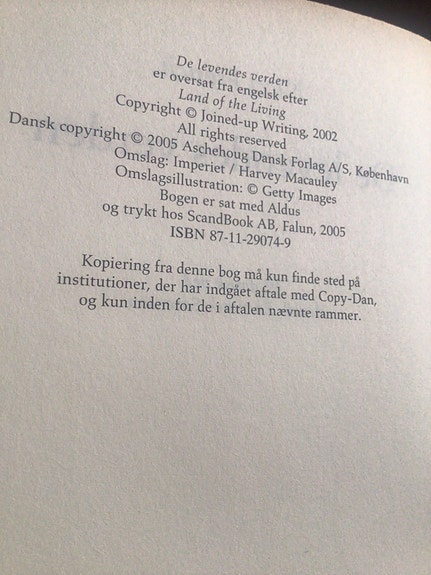 De levendes verden
er oversat fra engelsk efter
Land of the Living
Copyright © Joined-up Writing, 2002
All rights reserved
Dansk copyright © 2005 Aschehoug Dansk Forlag A/S, København
Omslag: Imperiet / Harvey Macauley
Omslagsillustration: © Getty Images
Bogen er sat med Aldus
og trykt hos ScandBook AB, Falun, 2005
ISBN 87-11-29074-9
Kopiering fra denne bog må kun finde sted på
institutioner, der har indgået aftale med Copy-Dan,
og kun inden for de i aftalen nævnte rammer.